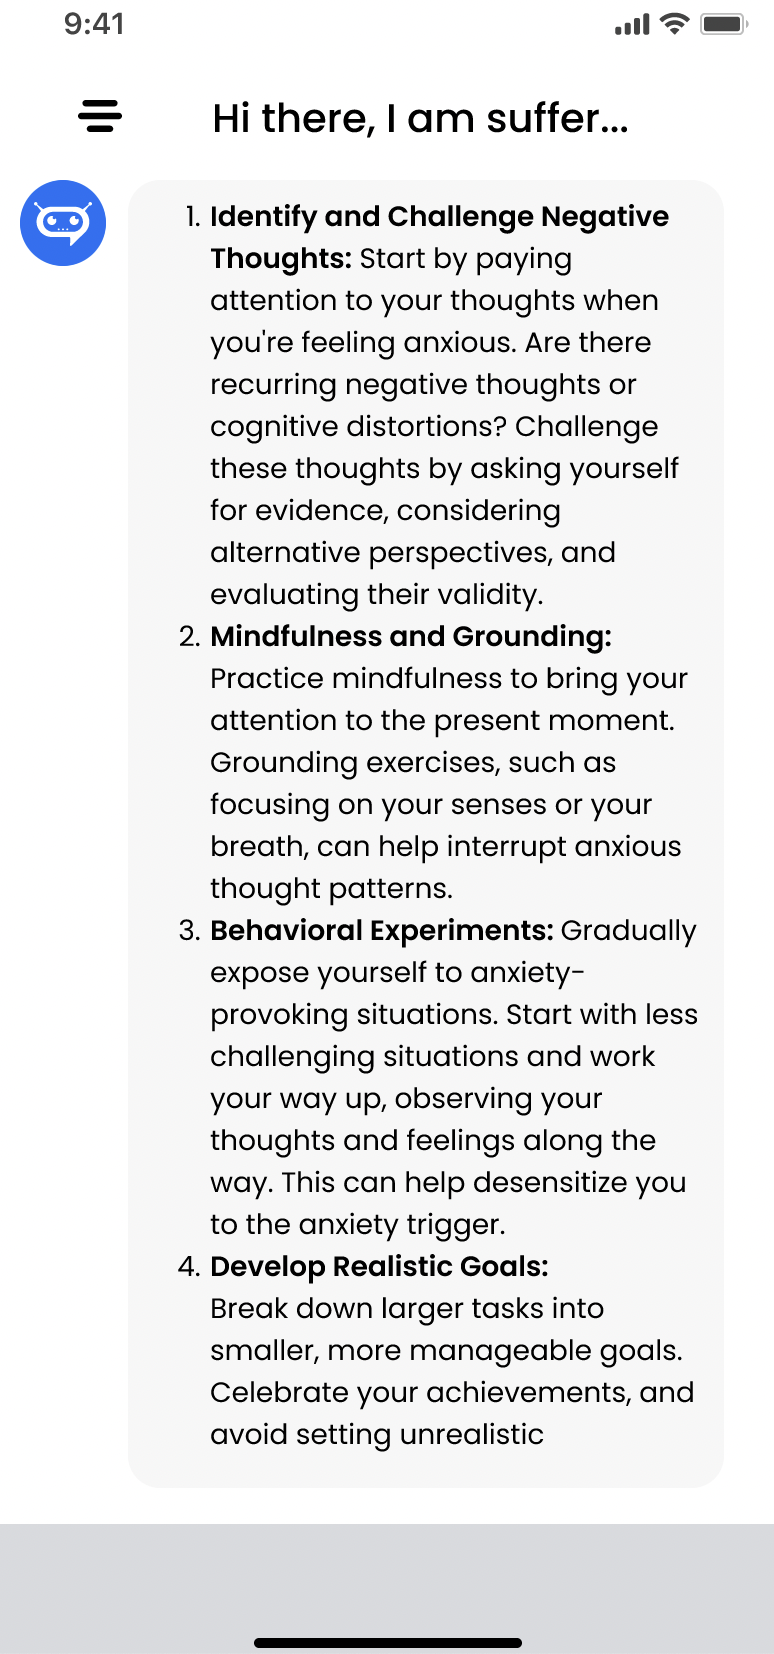 9:41
Hi there, I am suffer...
1. Identify and Challenge Negative
Thoughts: Start by paying
attention to your thoughts when
you're feeling anxious. Are there
recurring negative thoughts or
cognitive distortions? Challenge
these thoughts by asking yourself
for evidence, considering
alternative perspectives, and
evaluating their validity.
2. Mindfulness and Grounding:
Practice mindfulness to bring your
attention to the present moment.
Grounding exercises, such as
focusing on your senses or your
breath, can help interrupt anxious
thought patterns.
3. Behavioral Experiments: Gradually
expose yourself to anxiety-
provoking situations. Start with less
challenging situations and work
your way up, observing your
thoughts and feelings along the
way. This can help desensitize you
to the anxiety trigger.
4. Develop Realistic Goals:
Break down larger tasks into
smaller, more manageable goals.
Celebrate your achievements, and
avoid setting unrealistic